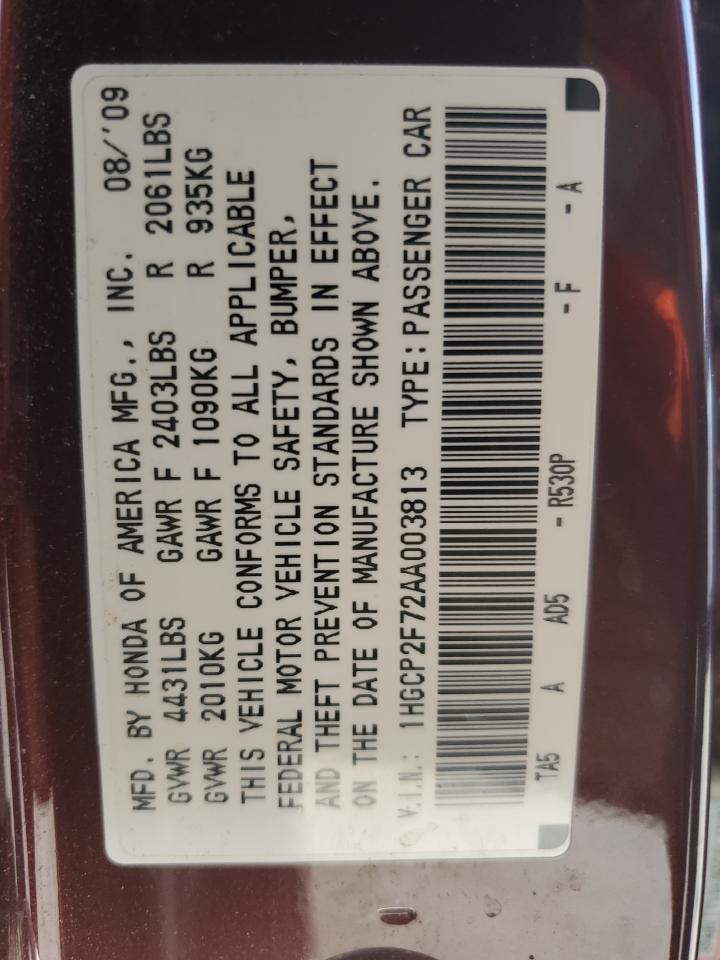 MFD. BY HONDA OF AMERICA MFG., INC. 08/'09
GVWR 4431LBS GAWR F 2403LBS R 2061LBS
GVWR 2010KG GAWR F 1090KG R 935KG
THIS VEHICLE CONFORMS TO ALL APPLICABLE
FEDERAL MOTOR VEHICLE SAFETY, BUMPER,
AND THEFT PREVENTION STANDARDS IN EFFECT
ON THE DATE OF MANUFACTURE SHOWN ABOVE.
V.I.N.: 1HGCP2F72AA003813 TYPE:PASSENGER CAR
TA5 A AD5 - R530P - F - A